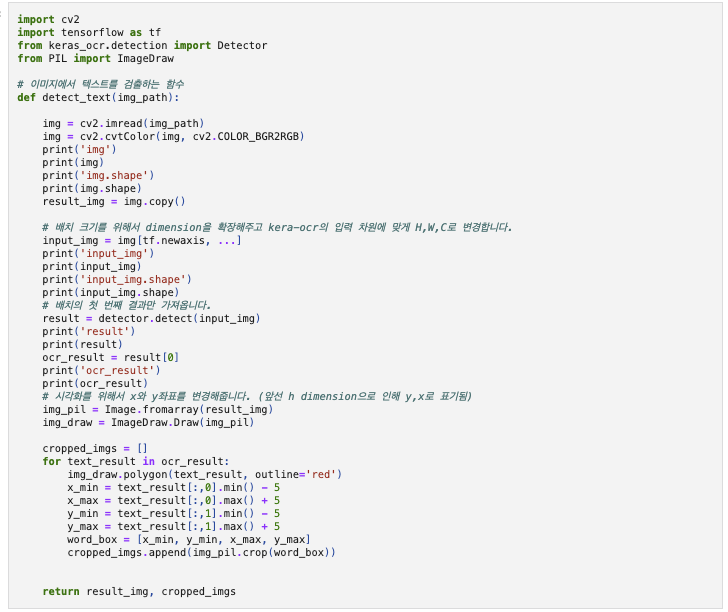 import cv2
import tensorflow as tf
from keras_ocr.detection import Detector
from PIL import ImageDraw

# 이미지에서 텍스트를 검출하는 함수
def detect_text(img_path):

    img = cv2.imread(img_path)
    img = cv2.cvtColor(img, cv2.COLOR_BGR2RGB)
    print('img')
    print(img)
    print('img.shape')
    print(img.shape)
    result_img = img.copy()

    # 배치 크기를 위해서 dimension을 확장해주고 kera-ocr의 입력 차원에 맞게 H,W,C로 변경합니다.
    input_img = img[tf.newaxis, ...]
    print('input_img')
    print(input_img)
    print('input_img.shape')
    print(input_img.shape)
    # 배치의 첫 번째 결과만 가져옵니다.
    result = detector.detect(input_img)
    print('result')
    print(result)
    ocr_result = result[0]
    print('ocr_result')
    print(ocr_result)
    # 시각화를 위해서 x와 y좌표를 변경해줍니다. (앞선 h dimension으로 인해 y,x로 표기됨)
    img_pil = Image.fromarray(result_img)
    img_draw = ImageDraw.Draw(img_pil)

    cropped_imgs = []
    for text_result in ocr_result:
        img_draw.polygon(text_result, outline='red')
        x_min = text_result[:,0].min() - 5
        x_max = text_result[:,0].max() + 5
        y_min = text_result[:,1].min() - 5
        y_max = text_result[:,1].max() + 5
        word_box = [x_min, y_min, x_max, y_max]
        cropped_imgs.append(img_pil.crop(word_box))


    return result_img, cropped_imgs